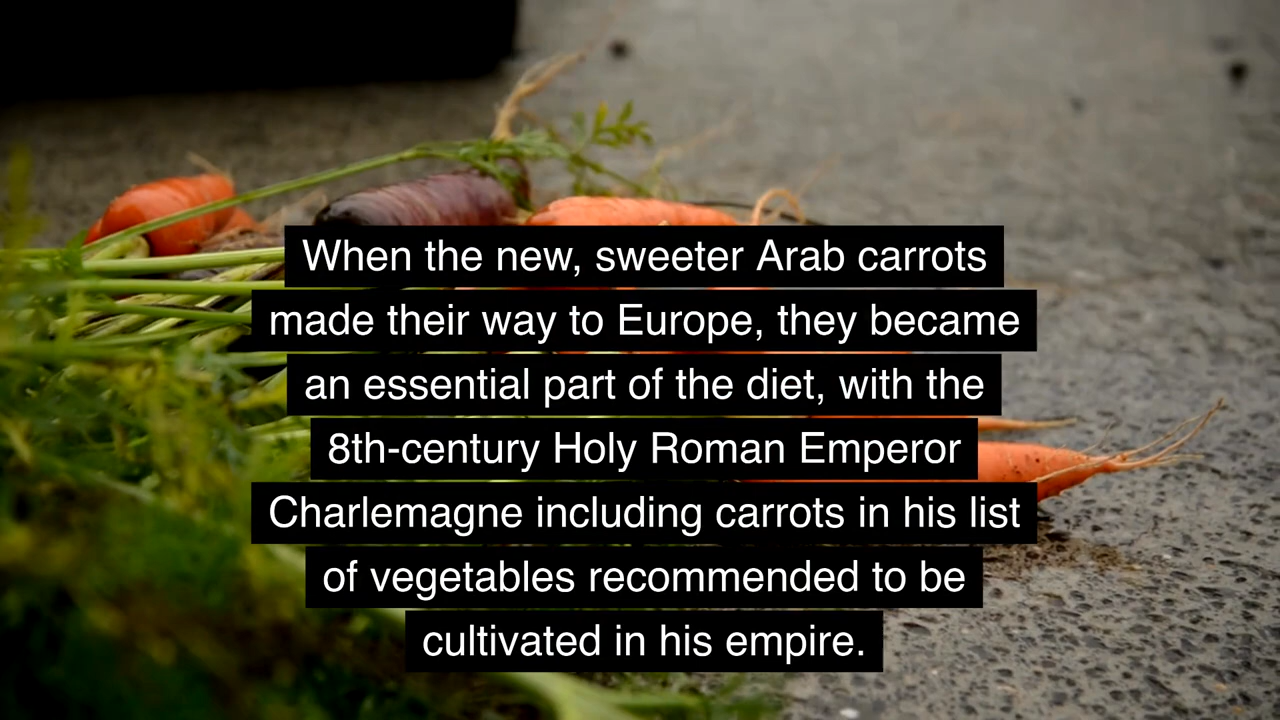 When the new, sweeter Arab carrots
made their way to Europe, they became
an essential part of the diet, with the
8th-century Holy Roman Emperor
Charlemagne including carrots in his list
of vegetables recommended to be
cultivated in his empire.